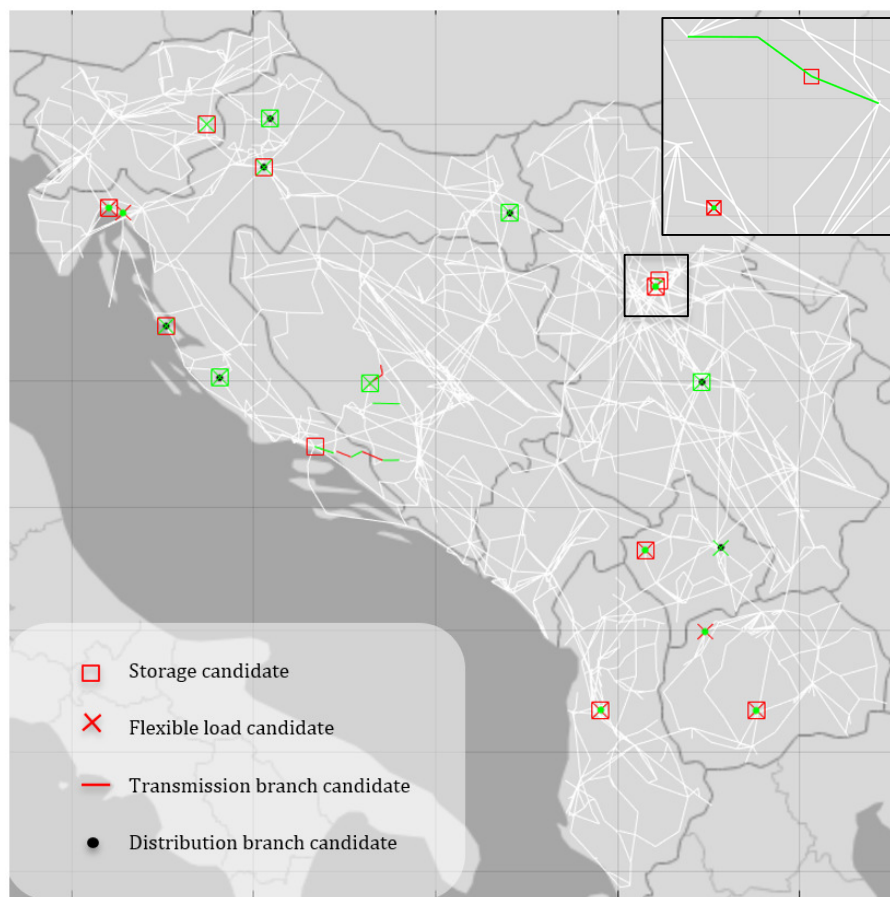 Storage candidate
Flexible load candidate
Transmission branch candidate
Distribution branch candidate